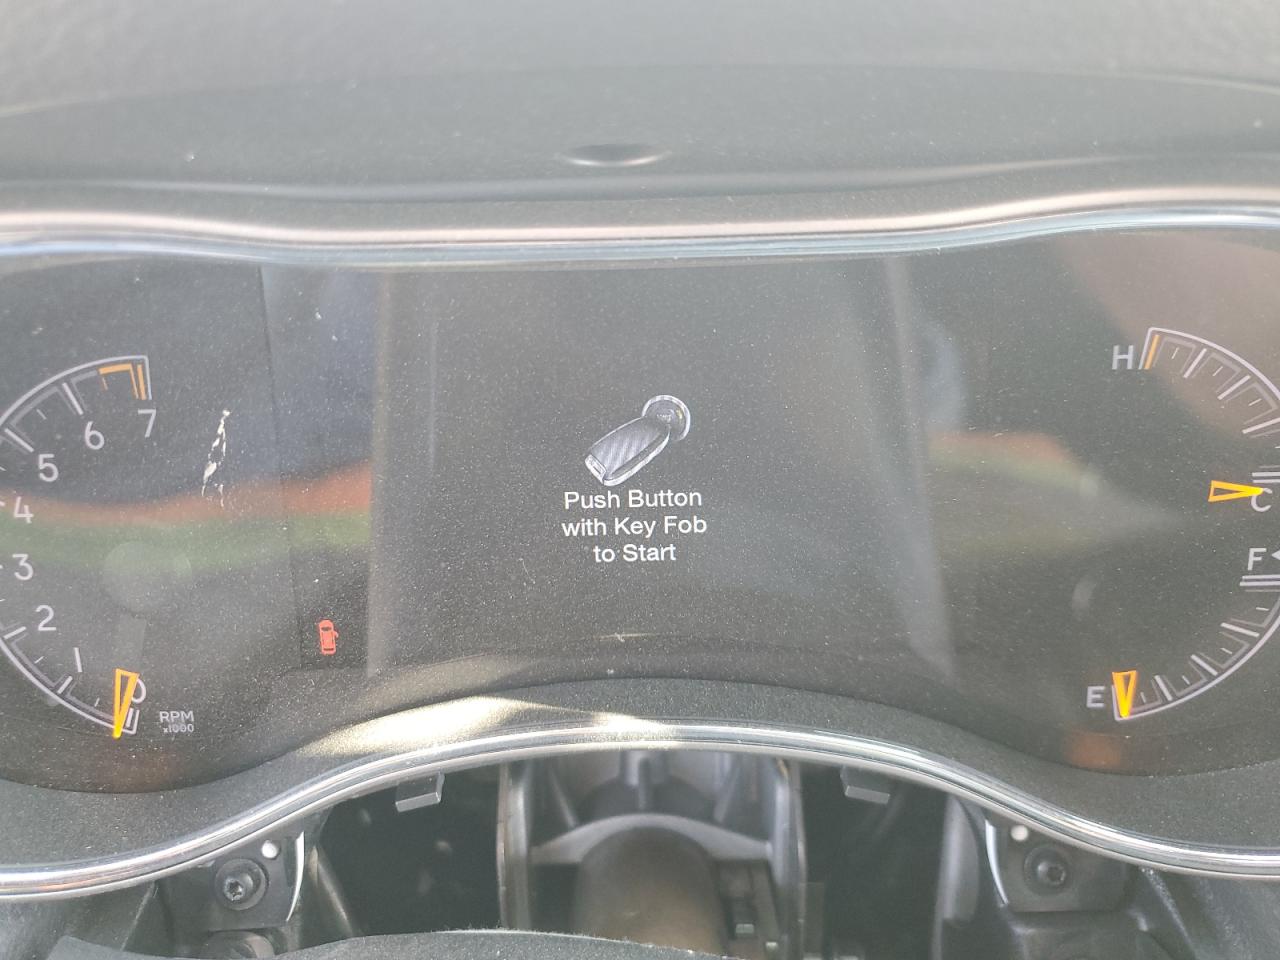 7
6
5
4
3
2
1
0
RPM
x1000
Push Button
with Key Fob
to Start
H
C
F
E